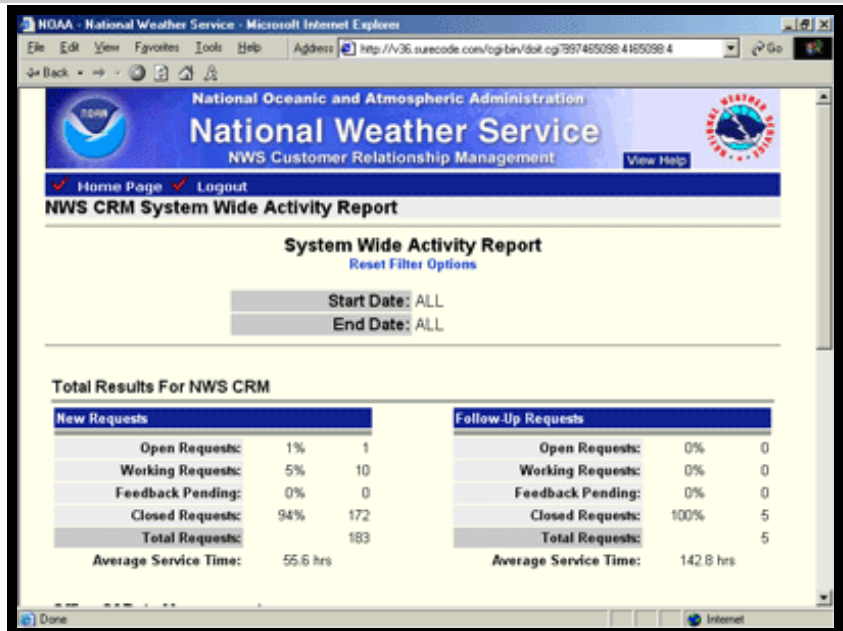 NOAA - National Weather Service - Microsoft Internet Explorer
File Edit View Favorites Tools Help Address http://v36.surecode.com/cgi-bin/doit.cgi?997465098:4165098:4 Go
Back
NOAA
National Oceanic and Atmospheric Administration
National Weather Service
NWS Customer Relationship Management
View Help
NATIONAL WEATHER SERVICE
Home Page Logout
NWS CRM System Wide Activity Report
System Wide Activity Report
Reset Filter Options
Start Date: ALL
End Date: ALL
Total Results For NWS CRM
New Requests
Open Requests: 1% 1
Working Requests: 5% 10
Feedback Pending: 0% 0
Closed Requests: 94% 172
Total Requests: 183
Average Service Time: 55.6 hrs
Follow-Up Requests
Open Requests: 0% 0
Working Requests: 0% 0
Feedback Pending: 0% 0
Closed Requests: 100% 5
Total Requests: 5
Average Service Time: 142.8 hrs
Done Internet